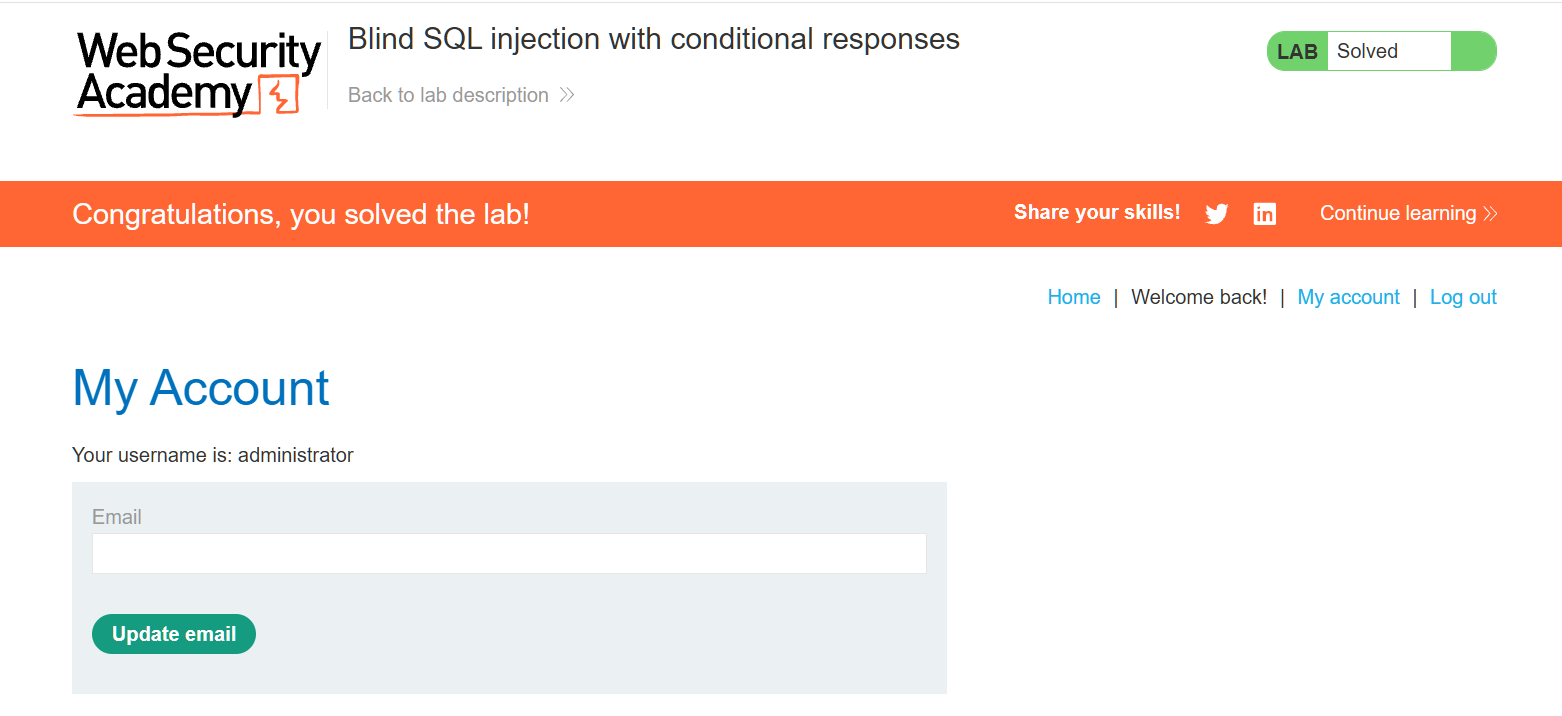 Web Security
Academy
Blind SQL injection with conditional responses
Back to lab description
LAB Solved
Congratulations, you solved the lab!
Share your skills!
Continue learning
Home | Welcome back! | My account | Log out
My Account
Your username is: administrator
Email
Update email